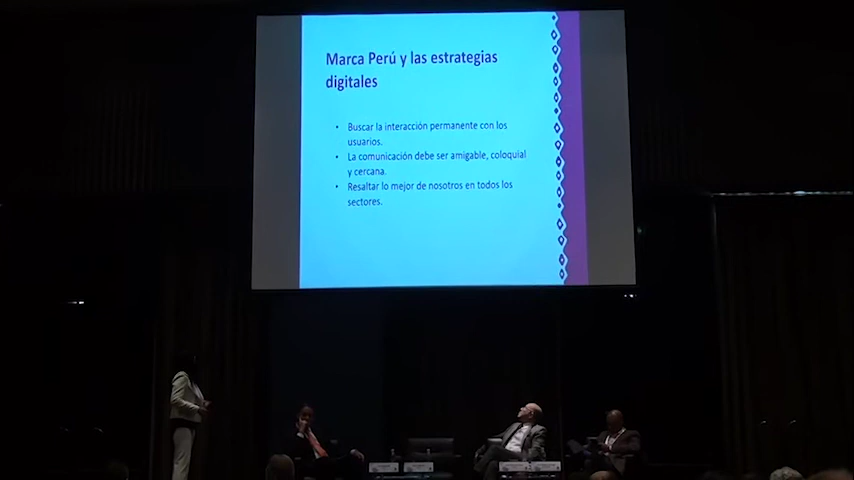 Marca Perú y las estrategias
digitales
• Buscar la interacción permanente con los
usuarios.
• La comunicación debe ser amigable, coloquial
y cercana.
• Resaltar lo mejor de nosotros en todos los
sectores.